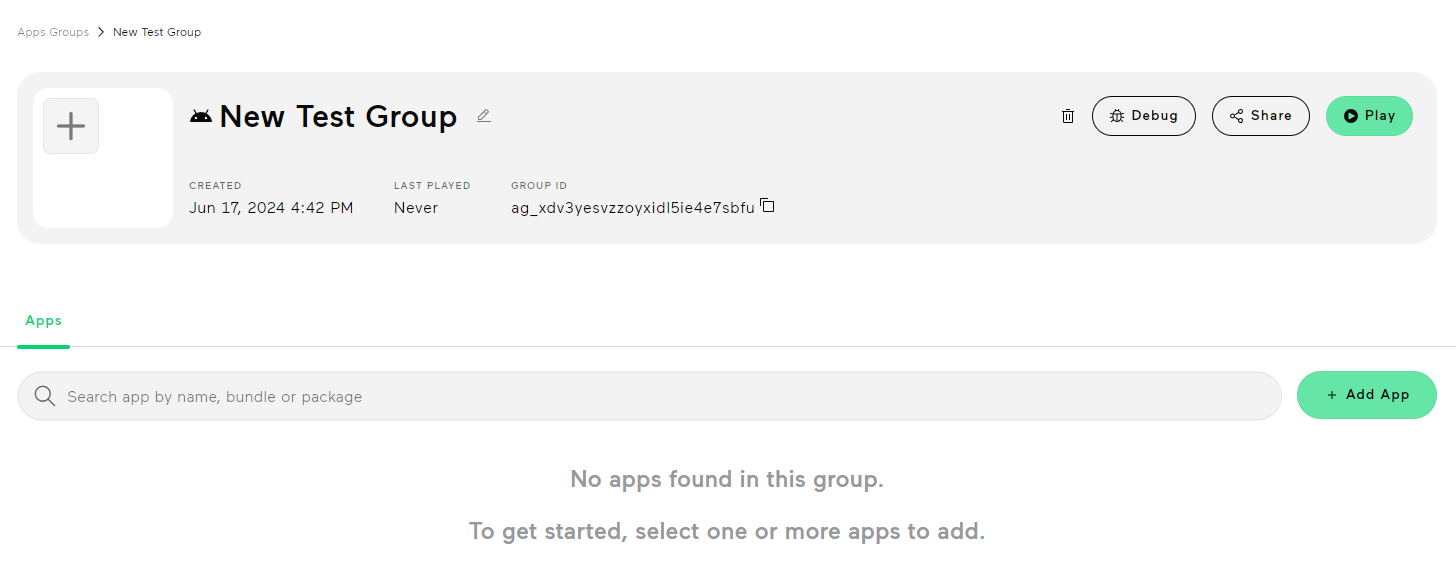 Apps Groups > New Test Group
New Test Group
Debug
Share
Play
CREATED
Jun 17, 2024 4:42 PM
LAST PLAYED
Never
GROUP ID
ag_xdv3yesvzzoyxidl5ie4e7sbfu
Apps
Search app by name, bundle or package
+ Add App
No apps found in this group.
To get started, select one or more apps to add.